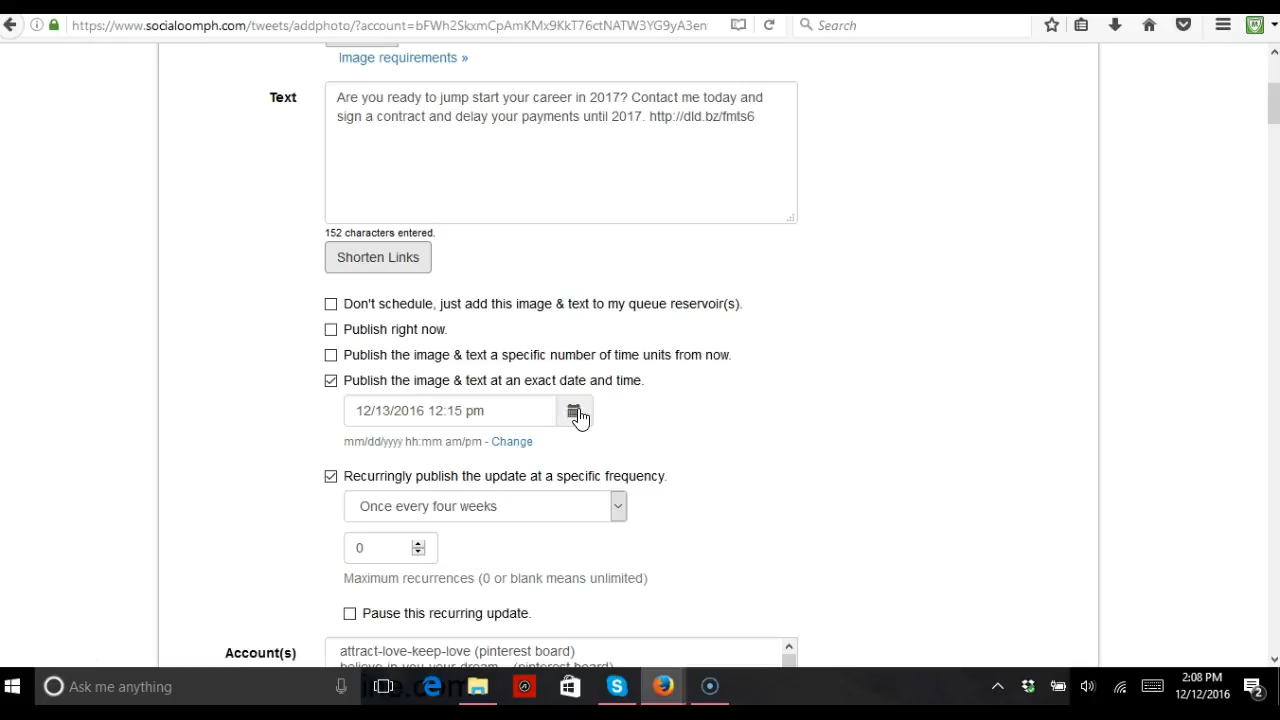 https://www.socialoomph.com/tweets/addphoto/?account=bFWh2SkxmCpAmKMx9KkT76ctNATW3YG9yA3en
Search
Image requirements »
Text
Are you ready to jump start your career in 2017? Contact me today and
sign a contract and delay your payments until 2017. http://dld.bz/fmts6
152 characters entered.
Shorten Links
Don't schedule, just add this image & text to my queue reservoir(s).
Publish right now.
Publish the image & text a specific number of time units from now.
Publish the image & text at an exact date and time.
12/13/2016 12:15 pm
mm/dd/yyyy hh:mm am/pm - Change
Recurringly publish the update at a specific frequency.
Once every four weeks
0
Maximum recurrences (0 or blank means unlimited)
Pause this recurring update.
Account(s)
attract-love-keep-love (pinterest board)
believe-in-you-your-dream... (pinterest board)
Ask me anything
2:08 PM
12/12/2016
2